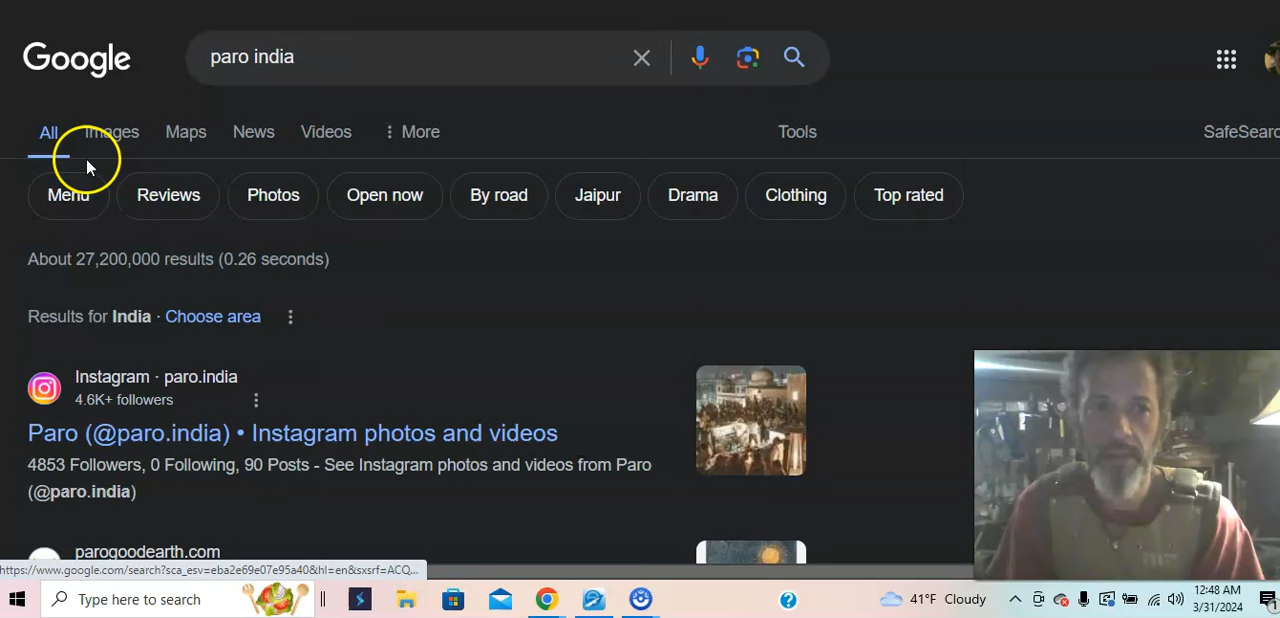 Google
paro india
All Images Maps News Videos More Tools SafeSearc
Menu Reviews Photos Open now By road Jaipur Drama Clothing Top rated
About 27,200,000 results (0.26 seconds)
Results for India · Choose area
Instagram · paro.india
4.6K+ followers
Paro (@paro.india) • Instagram photos and videos
4853 Followers, 0 Following, 90 Posts - See Instagram photos and videos from Paro
(@paro.india)
parogoodearth.com
https://www.google.com/search?sca_esv=eba2e69e07e95a40&hl=en&sxsrf=ACQ...
Type here to search
41°F Cloudy
12:48 AM
3/31/2024